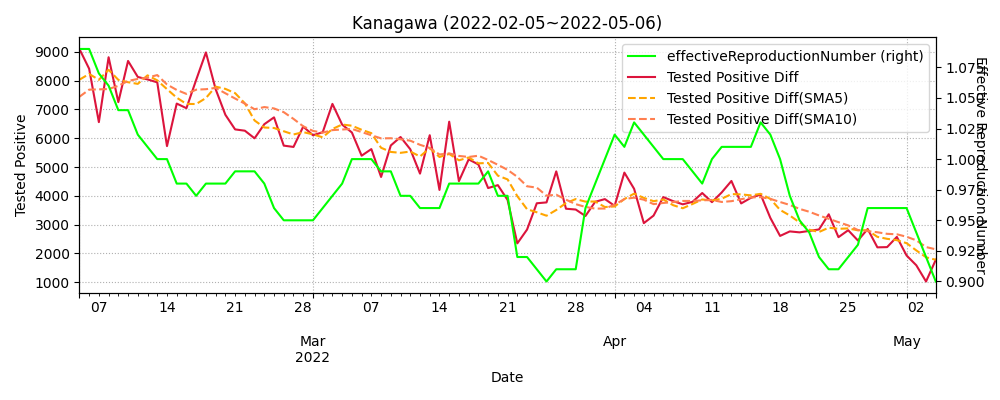 Kanagawa (2022-02-05~2022-05-06)
effectiveReproductionNumber (right)
Tested Positive Diff
Tested Positive Diff(SMA5)
Tested Positive Diff(SMA10)
Tested Positive
9000
8000
7000
6000
5000
4000
3000
2000
1000
Effective Reproduction Number
1.075
1.050
1.025
1.000
0.975
0.950
0.925
0.900
07 14 21 28 07 14 21 28 04 11 18 25 02
Mar Apr May
2022
Date